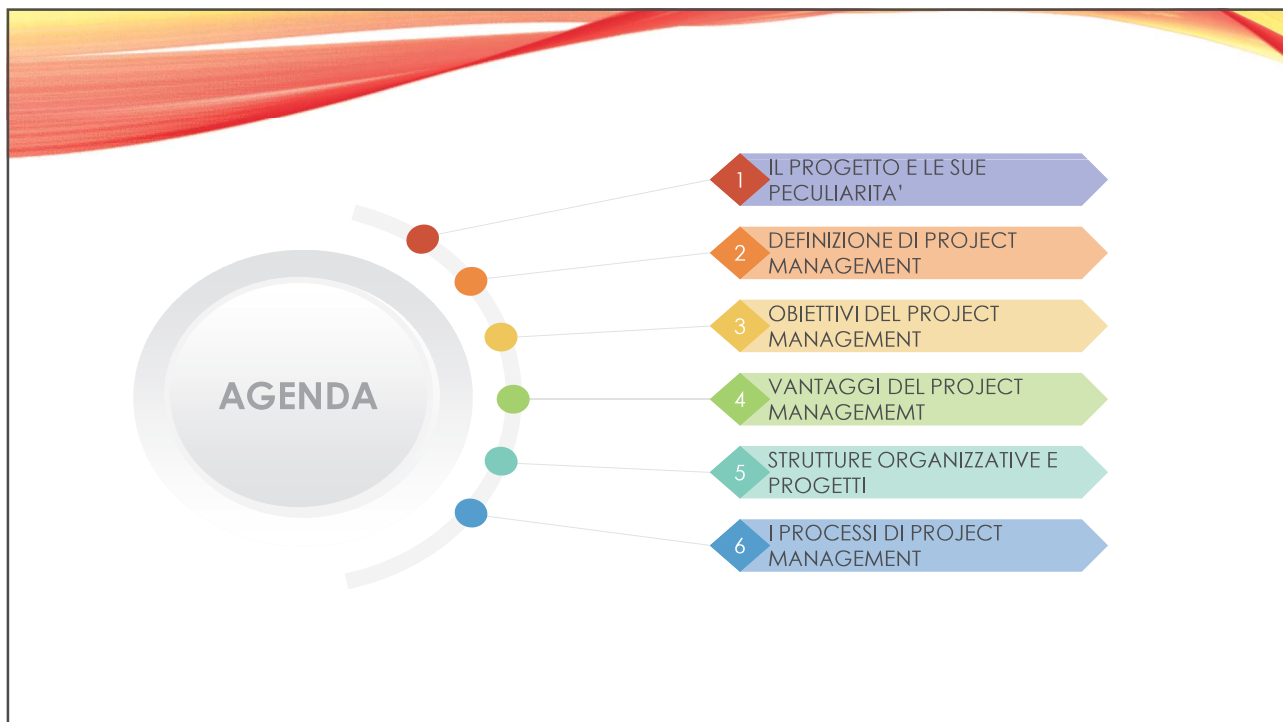 AGENDA
1
IL PROGETTO E LE SUE
PECULIARITA'
2
DEFINIZIONE DI PROJECT
MANAGEMENT
3
OBIETTIVI DEL PROJECT
MANAGEMENT
4
VANTAGGI DEL PROJECT
MANAGEMEMT
5
STRUTTURE ORGANIZZATIVE E
PROGETTI
6
I PROCESSI DI PROJECT
MANAGEMENT